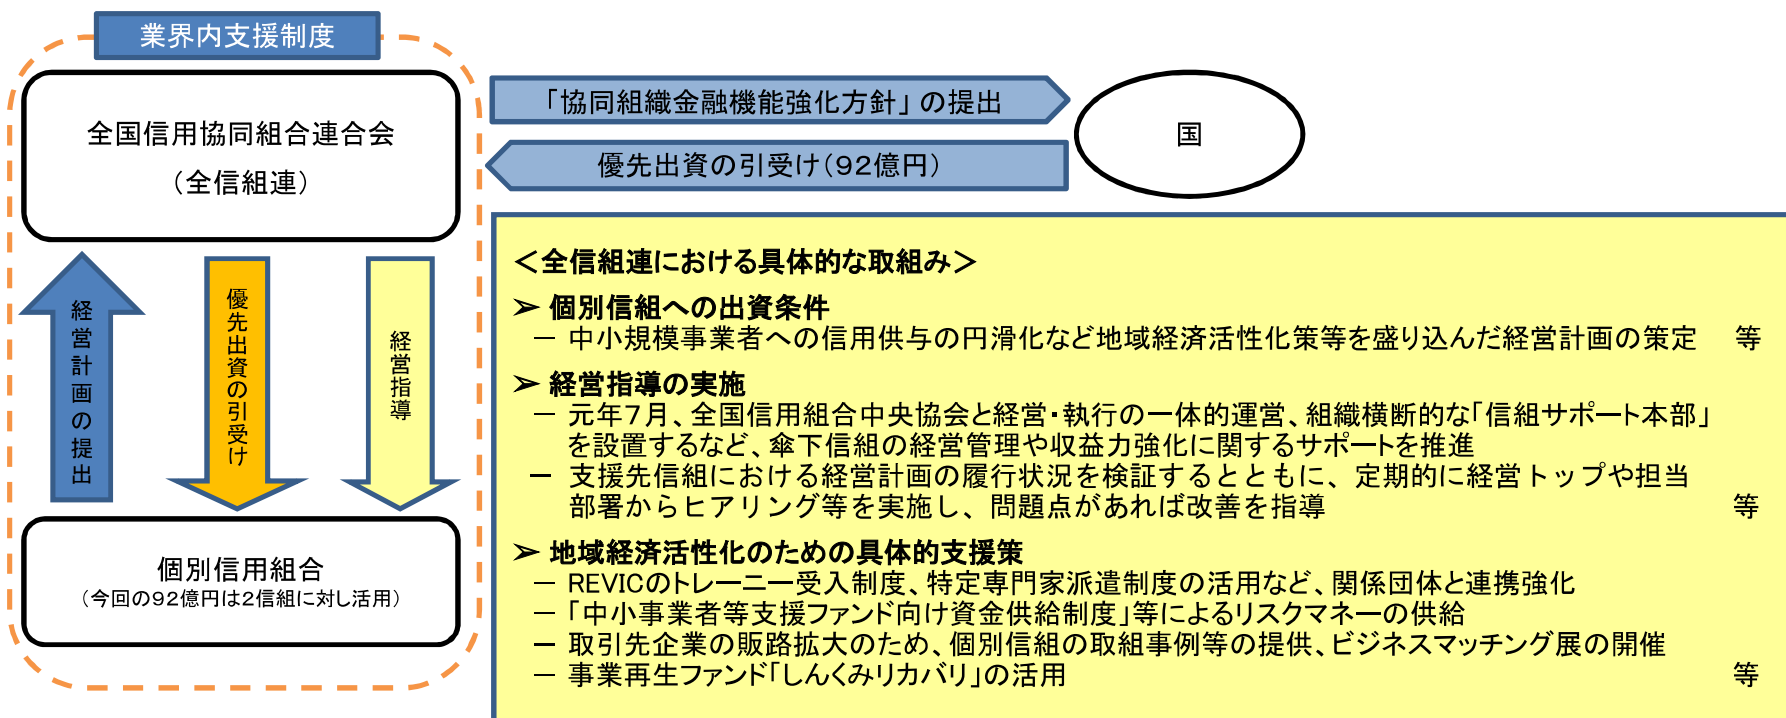 業界内支援制度
全国信用協同組合連合会
（全信組連）
「協同組織金融機能強化方針」の提出
優先出資の引受け（92億円）
国
経営計画の提出
優先出資の引受け
経営指導
個別信用組合
（今回の92億円は2信組に対し活用）
＜全信組連における具体的な取組み＞
➢ 個別信組への出資条件
－ 中小規模事業者への信用供与の円滑化など地域経済活性化策等を盛り込んだ経営計画の策定 等
➢ 経営指導の実施
－ 元年７月、全国信用組合中央協会と経営・執行の一体的運営、組織横断的な「信組サポート本部」
を設置するなど、傘下信組の経営管理や収益力強化に関するサポートを推進
－ 支援先信組における経営計画の履行状況を検証するとともに、定期的に経営トップや担当
部署からヒアリング等を実施し、問題点があれば改善を指導 等
➢ 地域経済活性化のための具体的支援策
－ REVICのトレーニー受入制度、特定専門家派遣制度の活用など、関係団体と連携強化
－ 「中小事業者等支援ファンド向け資金供給制度」等によるリスクマネーの供給
－ 取引先企業の販路拡大のため、個別信組の取組事例等の提供、ビジネスマッチング展の開催
－ 事業再生ファンド「しんくみリカバリ」の活用 等